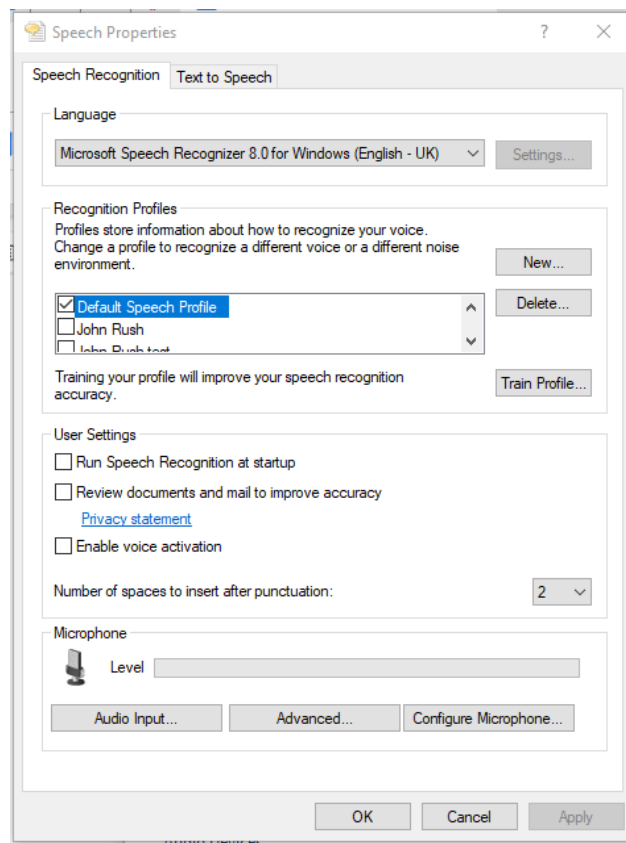 Speech Properties
Speech Recognition
Text to Speech
Language
Microsoft Speech Recognizer 8.0 for Windows (English - UK)
Settings...
Recognition Profiles
Profiles store information about how to recognize your voice.
Change a profile to recognize a different voice or a different noise
environment.
New...
Default Speech Profile
Delete...
John Rush
John Rush test
Training your profile will improve your speech recognition
accuracy.
Train Profile...
User Settings
Run Speech Recognition at startup
Review documents and mail to improve accuracy
Privacy statement
Enable voice activation
Number of spaces to insert after punctuation:
2
Microphone
Level
Audio Input...
Advanced...
Configure Microphone...
OK
Cancel
Apply